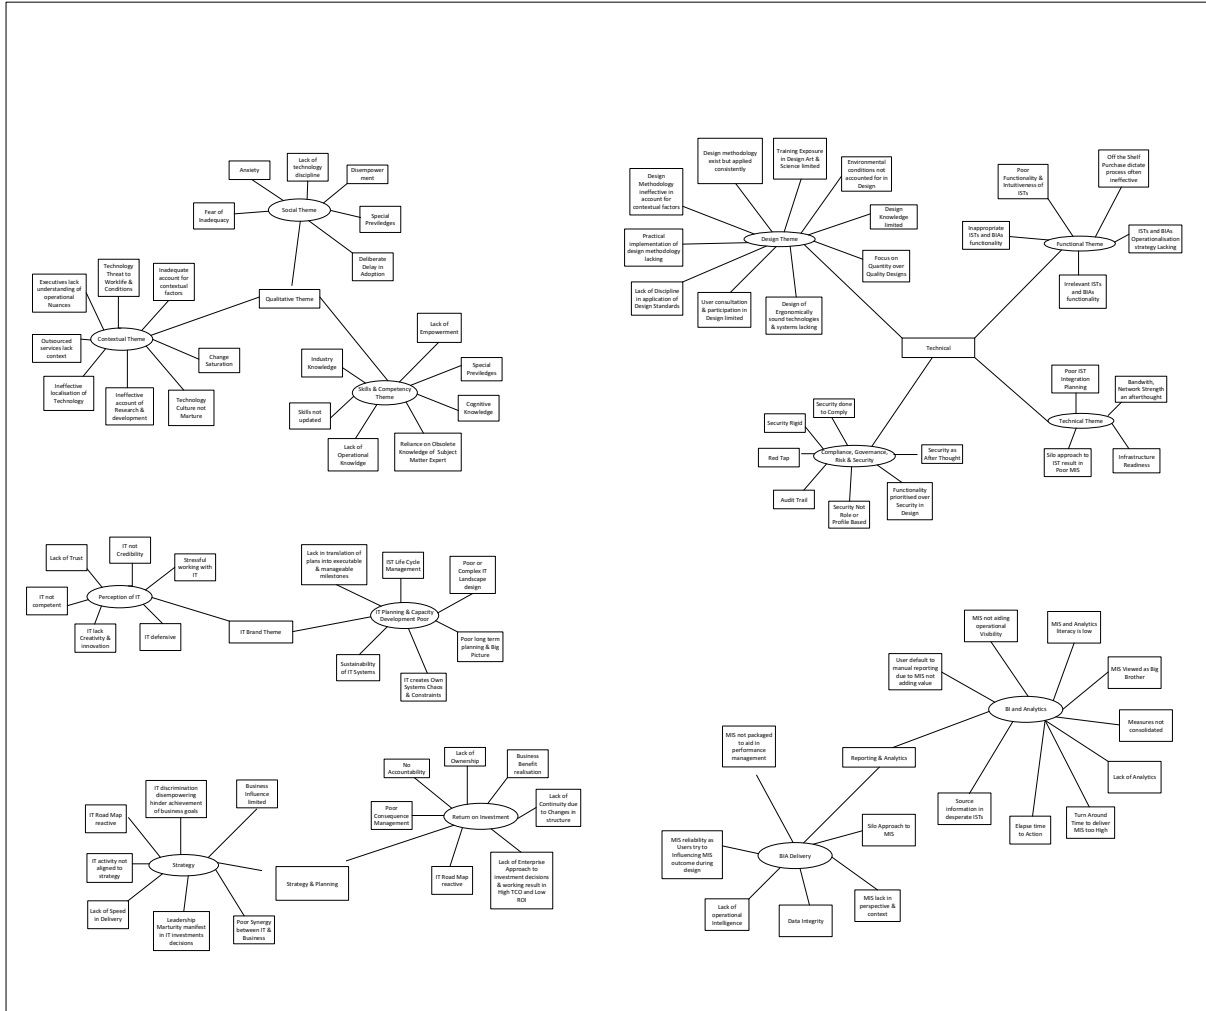 Anxiety
Lack of
technology
discipline
Disempower
ment
Fear of
Inadequacy
Social Theme
Special
Previledges
Deliberate
Delay in
Adoption
Technology
Threat to
Worklife &
Conditions
Inadequate
account for
contextual
factors
Executives lack
understanding of
operational
Nuances
Qualitative Theme
Outsourced
services lack
context
Contextual Theme
Change
Saturation
Ineffective
localisation of
Technology
Ineffective
account of
Research &
development
Technology
Culture not
Marture
Lack of
Empowerment
Industry
Knowledge
Special
Previledges
Skills & Competency
Theme
Skills not
updated
Cognitive
Knowledge
Lack of
Operational
Knowldge
Reliance on Obsolete
Knowledge of Subject
Matter Expert
Design methodology
exist but applied
consistently
Training Exposure
in Design Art &
Science limited
Environmental
conditions not
accounted for in
Design
Design
Methodology
ineffective in
account for
contextual factors
Design
Knowledge
limited
Practical
implementation of
design methodology
lacking
Design Theme
Focus on
Quantity over
Quality Designs
Lack of Discipline
in application of
Design Standards
User consultation
& participation in
Design limited
Design of
Ergonomically
sound technologies
& systems lacking
Poor
Functionality &
Intuitiveness of
ISTs
Off the Shelf
Purchase dictate
process often
ineffective
Inappropriate
ISTs and BIAs
functionality
Functional Theme
ISTs and BIAs
Operationalisation
strategy Lacking
Irrelevant ISTs
and BIAs
functionality
Technical
Poor IST
Integration
Planning
Bandwith,
Network Strength
an afterthought
Technical Theme
Silo approach to
IST result in
Poor MIS
Infrastructure
Readiness
Security done
to Comply
Security Rigid
Red Tap
Compliance, Governance,
Risk & Security
Security as
After Thought
Audit Trail
Security Not
Role or
Profile Based
Functionality
prioritised over
Security in
Design
Lack of Trust
IT not
Credibility
Stressful
working with
IT
IT not
competent
Perception of IT
IT lack
Creativity &
innovation
IT defensive
IT Brand Theme
Lack in translation of
plans into executable
& manageable
milestones
IST Life Cycle
Management
Poor or
Complex IT
Landscape
design
IT Planning & Capacity
Development Poor
Poor long term
planning & Big
Picture
Sustainability
of IT Systems
IT creates Own
Systems Chaos
& Constraints
MIS not aiding
operational
Visibility
MIS and Analytics
literacy is low
User default to
manual reporting
due to MIS not
adding value
MIS Viewed as Big
Brother
BI and Analytics
Measures not
consolidated
Lack of Analytics
Source
information in
desperate ISTs
Elapse time
to Action
Turn Around
Time to deliver
MIS too High
MIS not packaged
to aid in
performance
management
Reporting & Analytics
MIS reliability as
Users try to
Influencing MIS
outcome during
design
BIA Delivery
Silo Approach to
MIS
Lack of
operational
Intelligence
Data Integrity
MIS lack in
perspective &
context
IT discrimination
disempowering
hinder achievement
of business goals
Business
Influence
limited
IT Road Map
reactive
IT activity not
aligned to
strategy
Strategy
Lack of Speed
in Delivery
Leadership
Marturity manifest
in IT investments
decisions
Poor Synergy
between IT &
Business
Strategy & Planning
No
Accountability
Lack of
Ownership
Business
Benefit
realisation
Poor
Consequence
Management
Return on Investment
Lack of
Continuity due
to Changes in
structure
IT Road Map
reactive
Lack of Enterprise
Approach to
investment decisions
& working result in
High TCO and Low
ROI